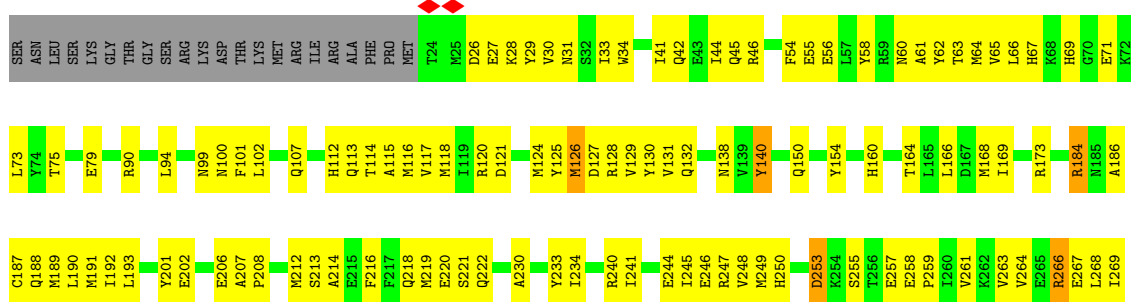 SER ASN LEU SER LYS GLY THR GLY SER ARG LYS ASP THR LYS MET ARG ILE ARG ALA PHE PRO MET T24 M25 D26 E27 K28 Y29 V30 N31 S32 I33 W34 I41 Q42 E43 I44 Q45 R46 F54 E55 E56 L57 Y58 R59 N60 A61 Y62 T63 M64 V65 L66 H67 K68 H69 G70 E71 K72
L73 Y74 T75 E79 R90 L94 N99 N100 F101 L102 Q107 H112 Q113 T114 A115 M116 V117 M118 I119 R120 D121 M124 Y125 M126 D127 R128 V129 Y130 V131 Q132 N138 V139 Y140 Q150 Y154 H160 T164 L165 L166 D167 M168 I169 R173 R184 N185 A186
C187 Q188 M189 L190 M191 I192 L193 Y201 E202 E206 A207 P208 M212 S213 A214 E215 F216 F217 Q218 M219 E220 S221 Q222 A230 Y233 I234 R240 I241 E244 I245 E246 R247 V248 M249 H250 D253 K254 S255 T256 E257 E258 P259 I260 V261 K262 V263 V264 E265 R266 E267 L268 I269